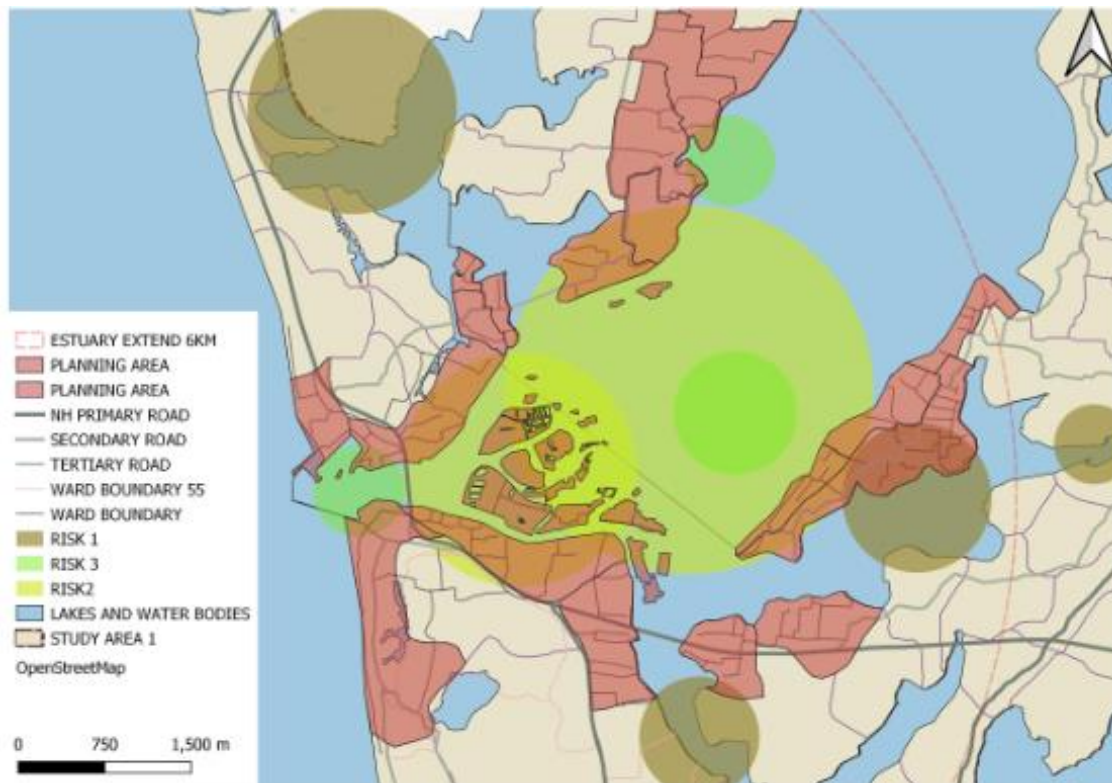 ESTUARY EXTEND 6KM
PLANNING AREA
PLANNING AREA
NH PRIMARY ROAD
SECONDARY ROAD
TERTIARY ROAD
WARD BOUNDARY 55
WARD BOUNDARY
RISK 1
RISK 3
RISK2
LAKES AND WATER BODIES
STUDY AREA 1
OpenStreetMap
0 750 1,500 m